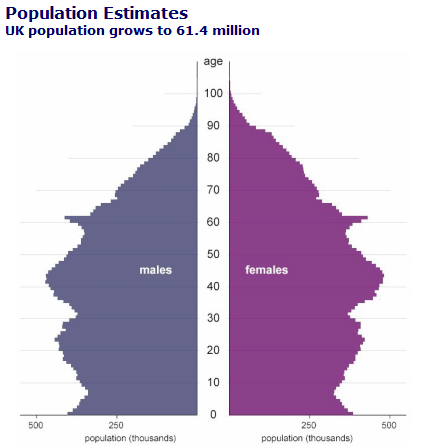 Population Estimates
UK population grows to 61.4 million
age
100
90
80
70
60
50
males
females
40
30
20
10
0
500
250
250
500
population (thousands)
population (thousands)